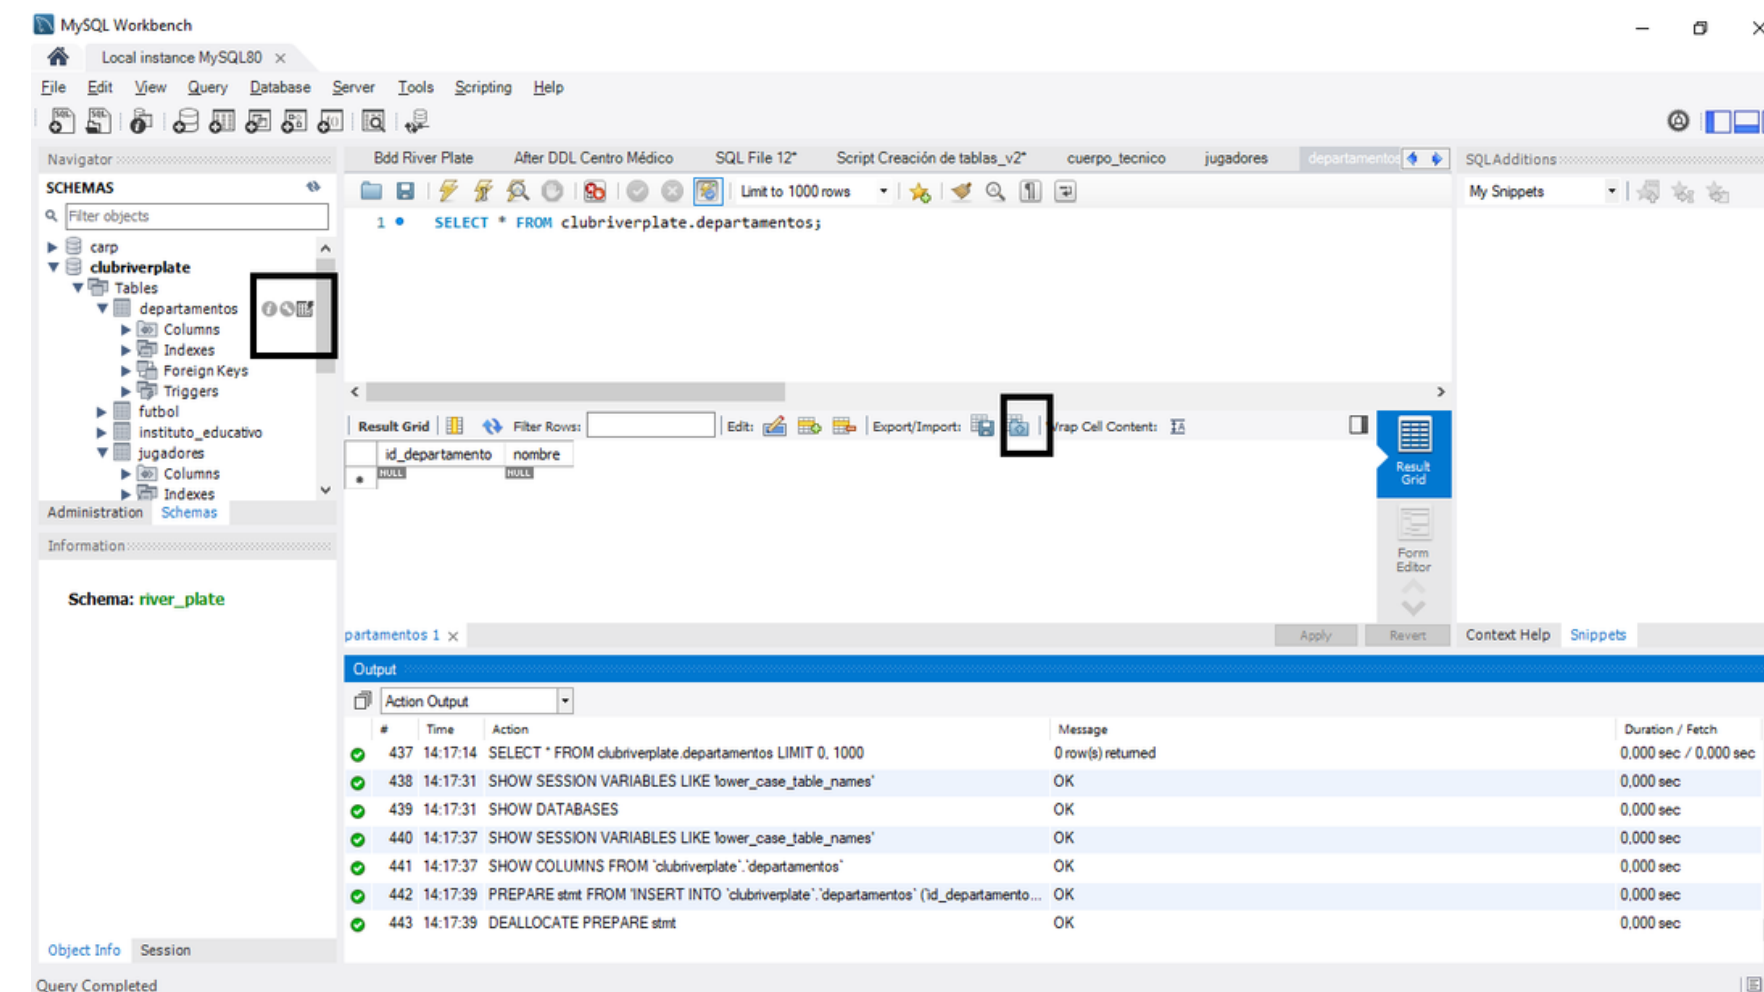 MySQL Workbench
Local instance MySQL80
File Edit View Query Database Server Tools Scripting Help
Navigator
SCHEMAS
Filter objects
carp
clubriverplate
Tables
departamentos
Columns
Indexes
Foreign Keys
Triggers
futbol
instituto_educativo
jugadores
Columns
Indexes
Administration Schemas
Information
Schema: river_plate
Object Info Session
Query Completed
Bdd River Plate After DDL Centro Médico SQL File 12* Script Creación de tablas_v2* cuerpo_tecnico jugadores departamentos
Limit to 1000 rows
1 SELECT * FROM clubriverplate.departamentos;
Result Grid Filter Rows: Edit: Export/Import: Wrap Cell Content:
id_departamento nombre
NULL NULL
Result Grid
Form Editor
partamentos 1
Apply Revert
SQLAdditions
My Snippets
Context Help Snippets
Output
Action Output
# Time Action Message Duration / Fetch
437 14:17:14 SELECT * FROM clubriverplate.departamentos LIMIT 0, 1000 0 row(s) returned 0,000 sec / 0,000 sec
438 14:17:31 SHOW SESSION VARIABLES LIKE 'lower_case_table_names' OK 0,000 sec
439 14:17:31 SHOW DATABASES OK 0,000 sec
440 14:17:37 SHOW SESSION VARIABLES LIKE 'lower_case_table_names' OK 0,000 sec
441 14:17:37 SHOW COLUMNS FROM `clubriverplate`.`departamentos` OK 0,000 sec
442 14:17:39 PREPARE stmt FROM 'INSERT INTO `clubriverplate`.`departamentos` (`id_departamento... OK 0,000 sec
443 14:17:39 DEALLOCATE PREPARE stmt OK 0,000 sec